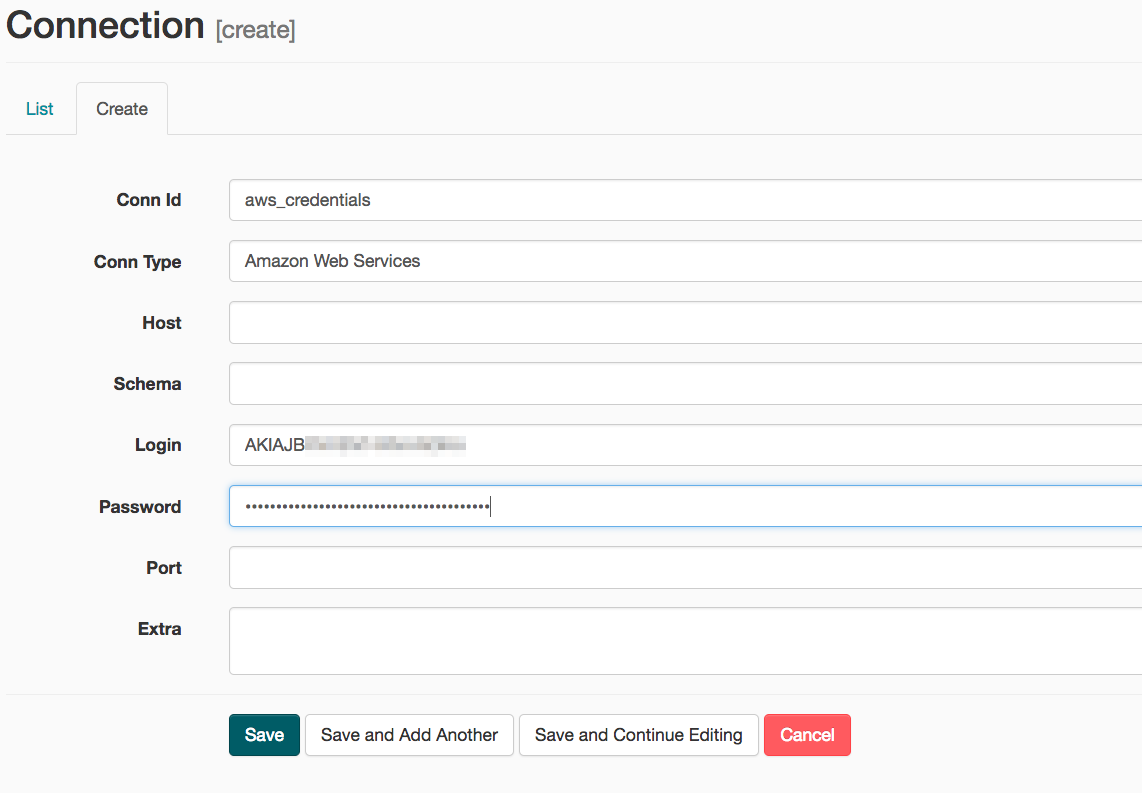 Connection [create]
List Create
Conn Id aws_credentials
Conn Type Amazon Web Services
Host
Schema
Login AKIAJB
Password ••••••••••••••••••••••••••••••••••••••••
Port
Extra
Save Save and Add Another Save and Continue Editing Cancel